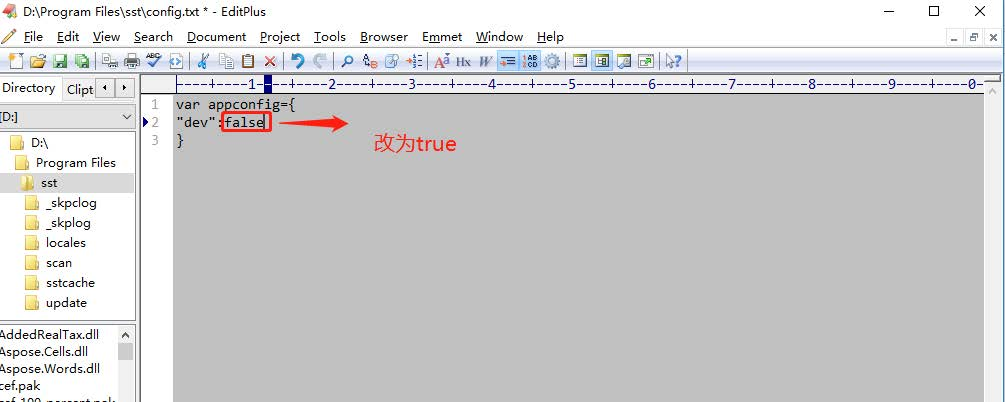 D:\Program Files\sst\config.txt * - EditPlus
File Edit View Search Document Project Tools Browser Emmet Window Help
Directory Clipt
[D:]
D:\
Program Files
sst
_skpclog
_skplog
locales
scan
sstcache
update
AddedRealTax.dll
Aspose.Cells.dll
Aspose.Words.dll
cef.pak
----+----1----+----2----+----3----+----4----+----5----+----6----+----7----+----8----+----9----+----0-
1 var appconfig={
2 "dev":false
3 }
改为true